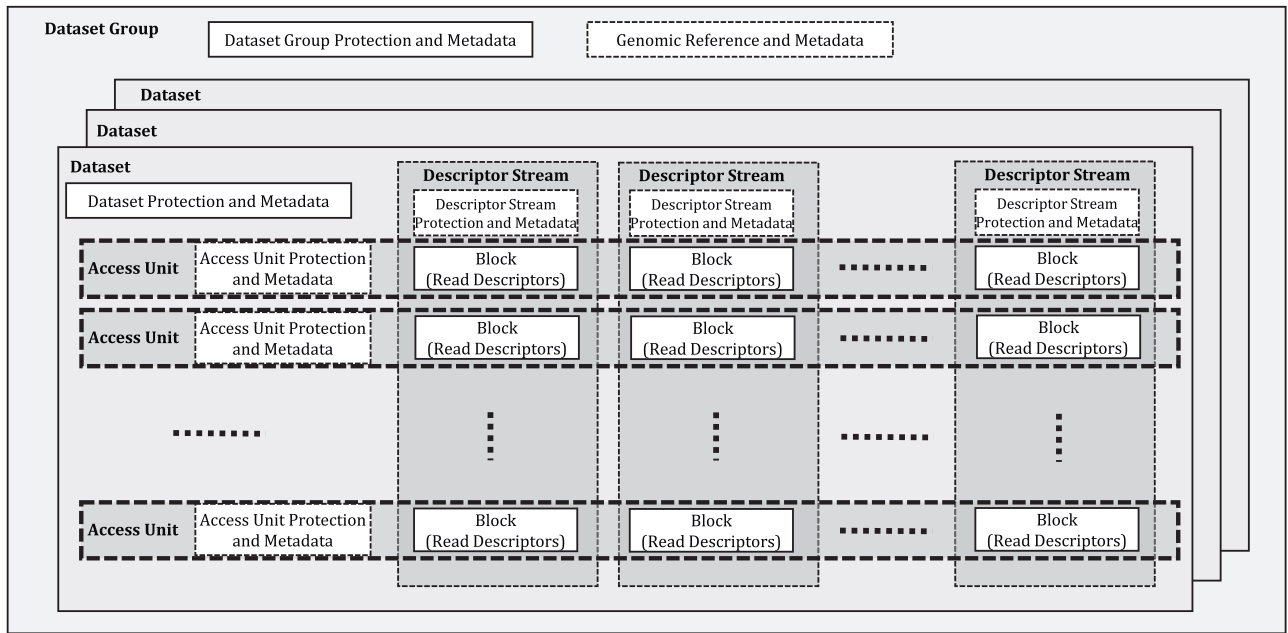 Dataset Group
Dataset Group Protection and Metadata
Genomic Reference and Metadata
Dataset
Dataset
Dataset
Dataset Protection and Metadata
Descriptor Stream
Descriptor Stream
Protection and Metadata
Descriptor Stream
Descriptor Stream
Protection and Metadata
Descriptor Stream
Descriptor Stream
Protection and Metadata
Access Unit
Access Unit Protection
and Metadata
Block
(Read Descriptors)
Block
(Read Descriptors)
Block
(Read Descriptors)
Access Unit
Access Unit Protection
and Metadata
Block
(Read Descriptors)
Block
(Read Descriptors)
Block
(Read Descriptors)
Access Unit
Access Unit Protection
and Metadata
Block
(Read Descriptors)
Block
(Read Descriptors)
Block
(Read Descriptors)